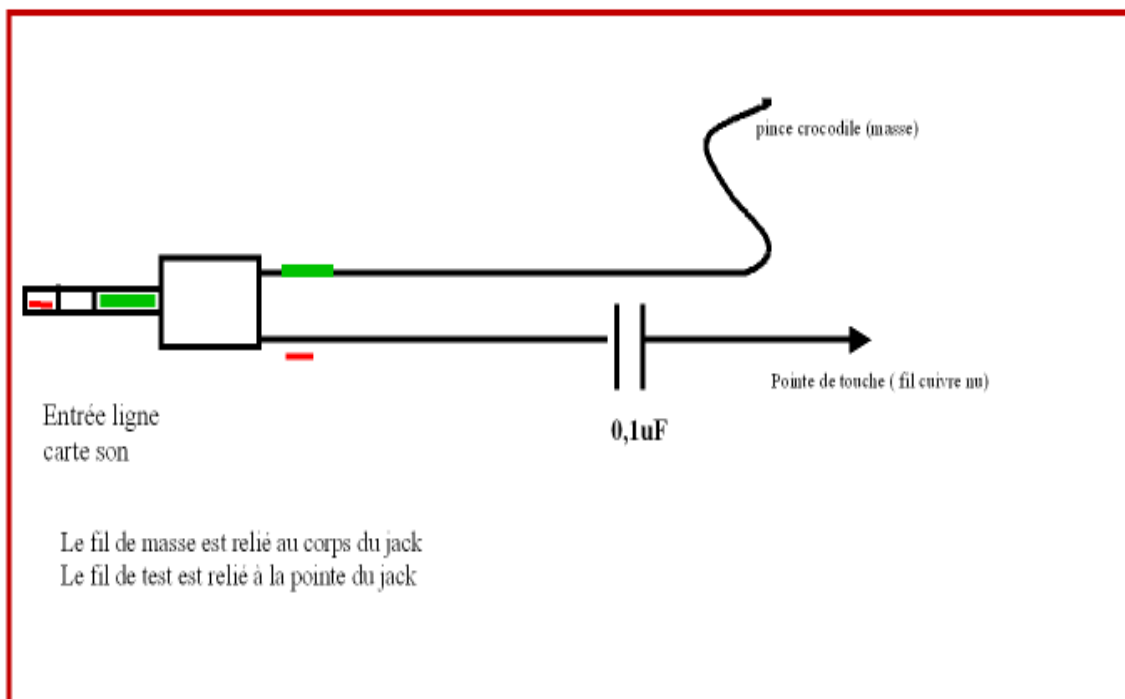 pince crocodile (masse)
Pointe de touche ( fil cuivre nu)
Entrée ligne
carte son
0,1uF
Le fil de masse est relié au corps du jack
Le fil de test est relié à la pointe du jack